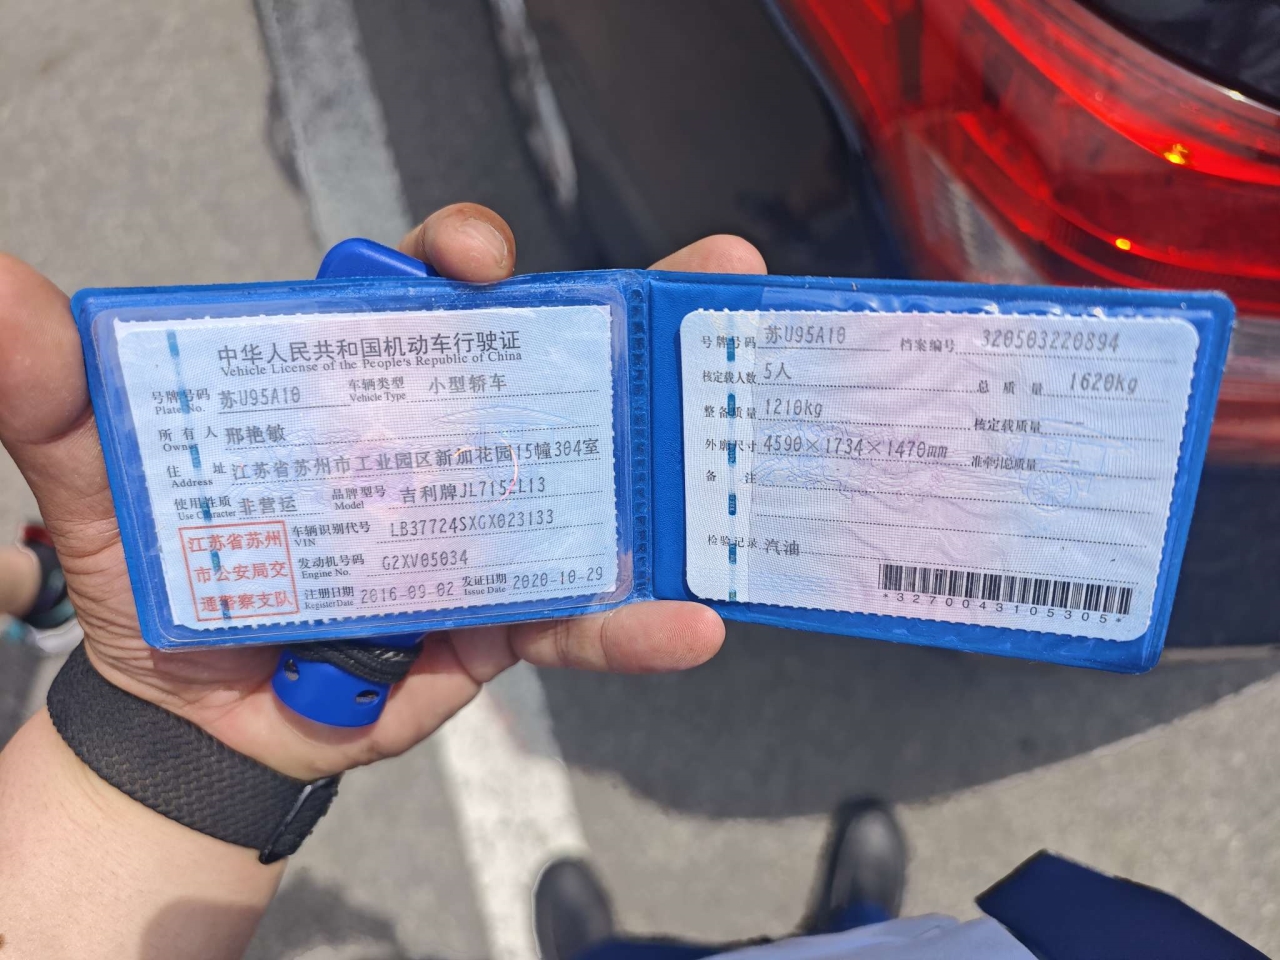 中华人民共和国机动车行驶证
Vehicle License of the People's Republic of China
号牌号码 苏U95A10 车辆类型 小型轿车
Plate No. Vehicle Type
所有人 邢艳敏
Owner
住址 江苏省苏州市工业园区新加花园15幢304室
Address
使用性质 非营运 品牌型号 吉利牌JL7152L13
Use Character Model
江苏省苏州
市公安局交
通警察支队
车辆识别代号 LB37724SXGX023133
VIN
发动机号码 G2XV05034
Engine No.
注册日期 2016-09-02 发证日期 2020-10-29
Register Date Issue Date
号牌号码 苏U95A10 档案编号 320503220894
核定载人数 5人 总质量 1620kg
整备质量 1210kg 核定载质量 --
外廓尺寸 4590×1734×1470mm 准牵引总质量 --
备注
检验记录 汽油
*3270043105305*